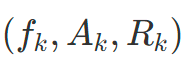 (f_k, A_k, R_k)